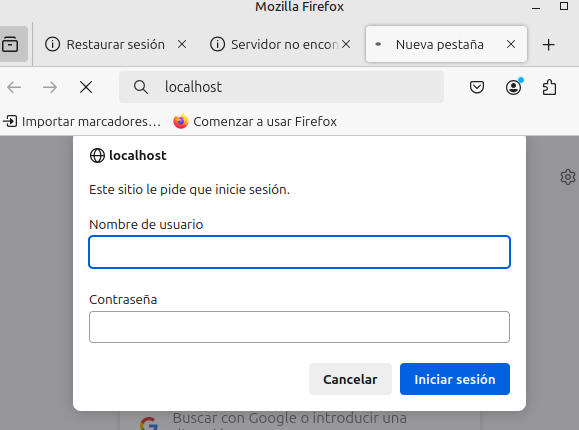 Mozilla Firefox
Restaurar sesión
Servidor no encon
Nueva pestaña
localhost
Importar marcadores...
Comenzar a usar Firefox
localhost
Este sitio le pide que inicie sesión.
Nombre de usuario
Contraseña
Cancelar
Iniciar sesión
Buscar con Google o introducir una